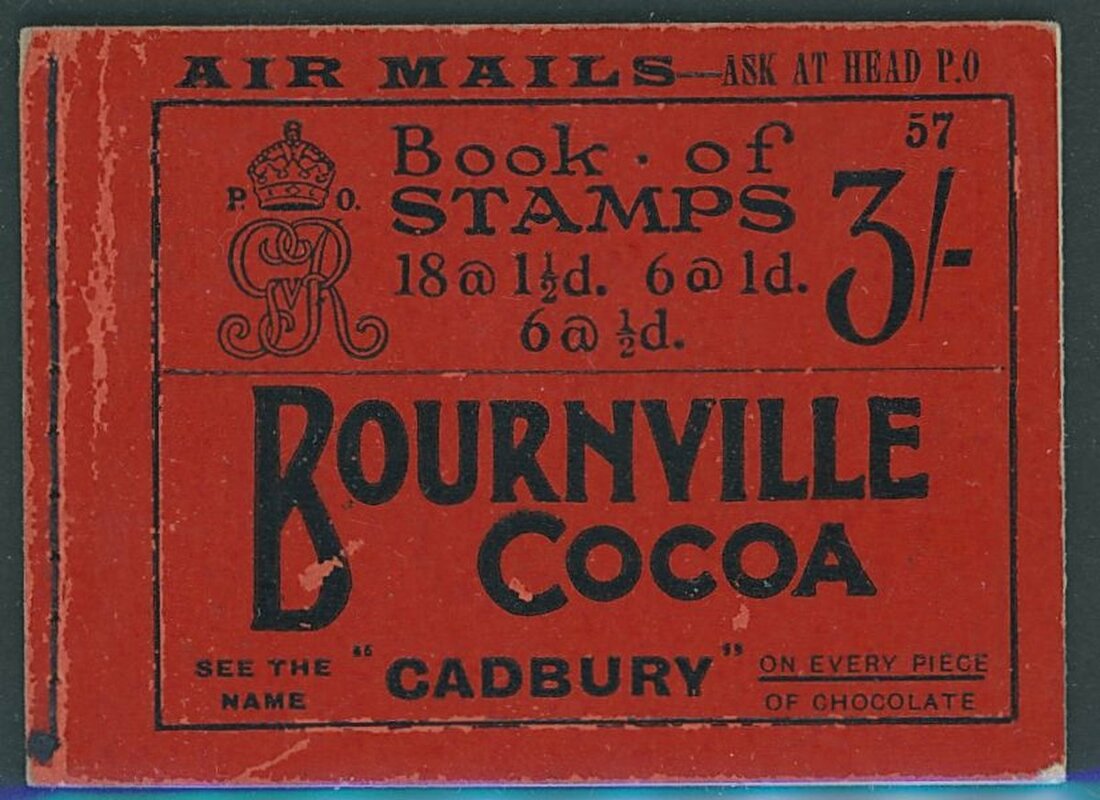 AIR MAILS—ASK AT HEAD P.O
57
P. O.
GvR
Book · of
STAMPS
3/-
18 @ 1½d. 6 @ 1d.
6 @ ½d.
BOURNVILLE
COCOA
SEE THE
NAME
"CADBURY"
ON EVERY PIECE
OF CHOCOLATE